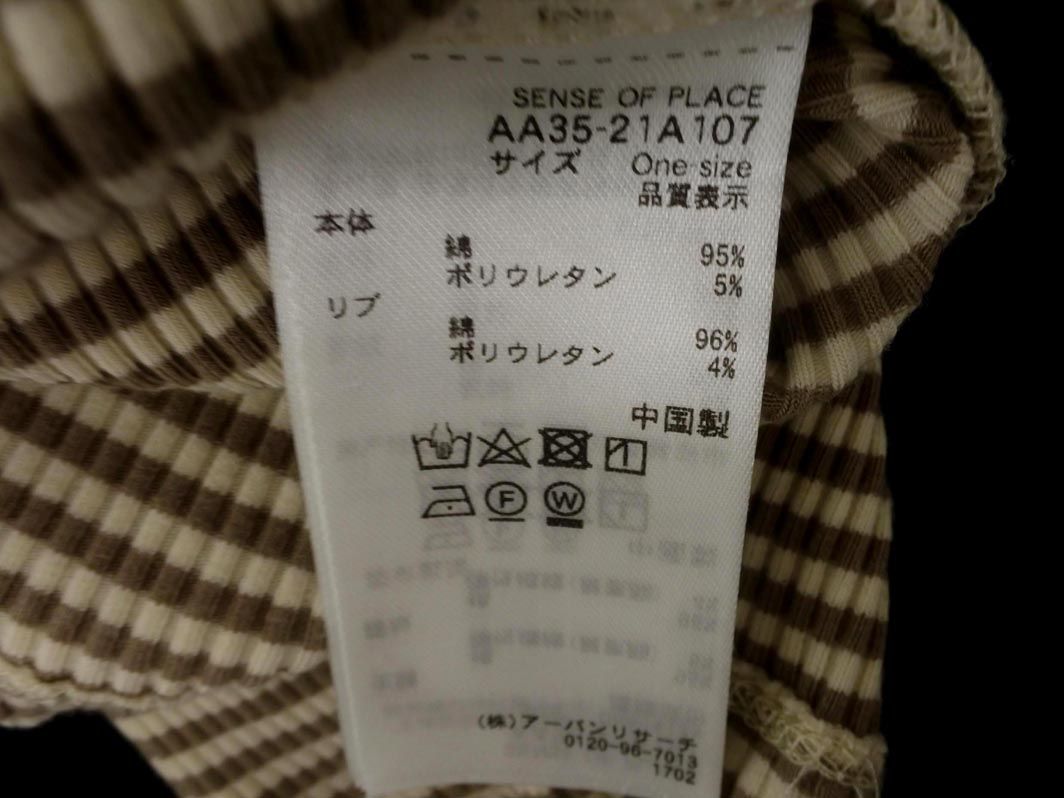 SENSE OF PLACE
AA35-21A107
サイズ One size
品質表示
本体
綿 95%
ポリウレタン 5%
リブ
綿 96%
ポリウレタン 4%
中国製
F W
(株)アーバンリサーチ
0120-96-7013
1702